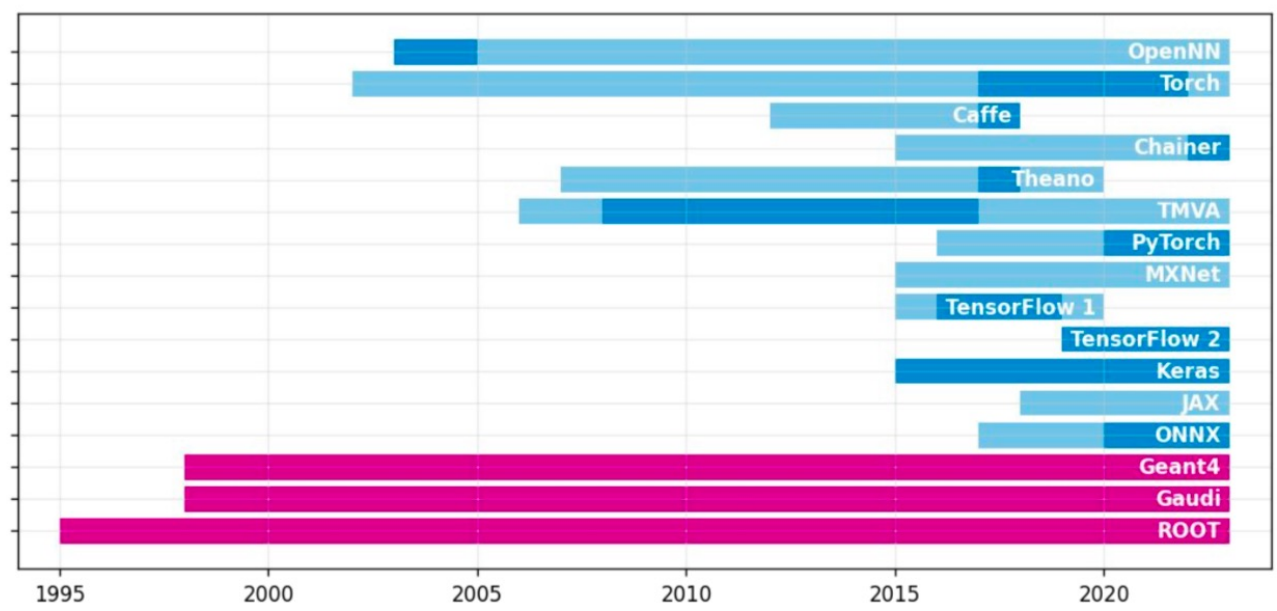 OpenNN
Torch
Caffe
Chainer
Theano
TMVA
PyTorch
MXNet
TensorFlow 1
TensorFlow 2
Keras
JAX
ONNX
Geant4
Gaudi
ROOT
1995 2000 2005 2010 2015 2020